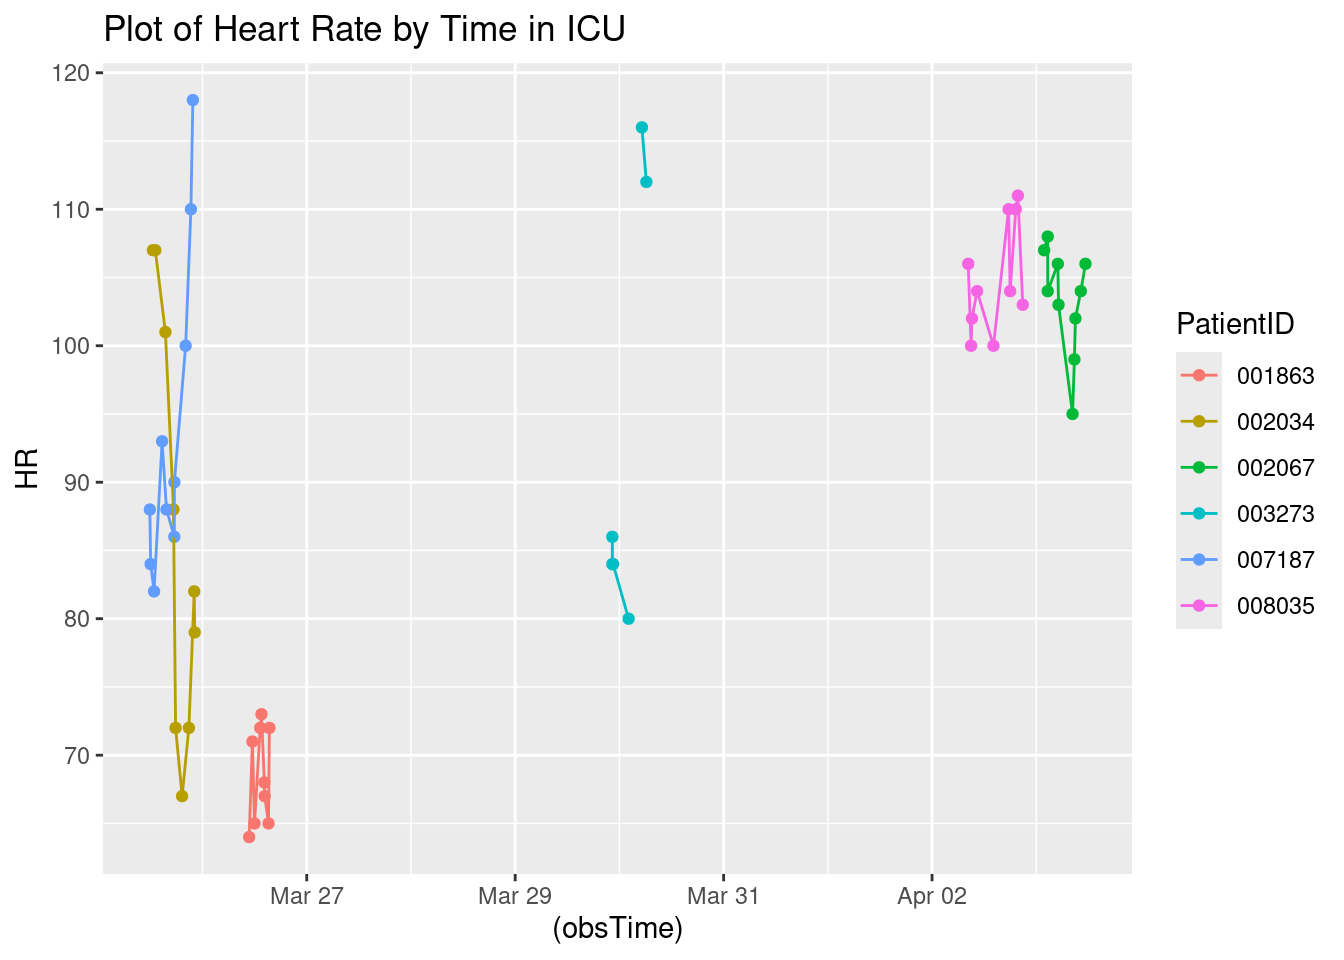 Plot of Heart Rate by Time in ICU
120
110
100
90
80
70
HR
Mar 27
Mar 29
Mar 31
Apr 02
(obsTime)
PatientID
001863
002034
002067
003273
007187
008035